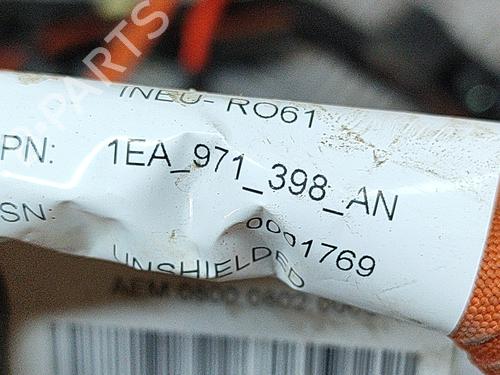 INEU-RO61
PN: 1EA_971_398_AN
SN: 0001769
UNSHIELDED